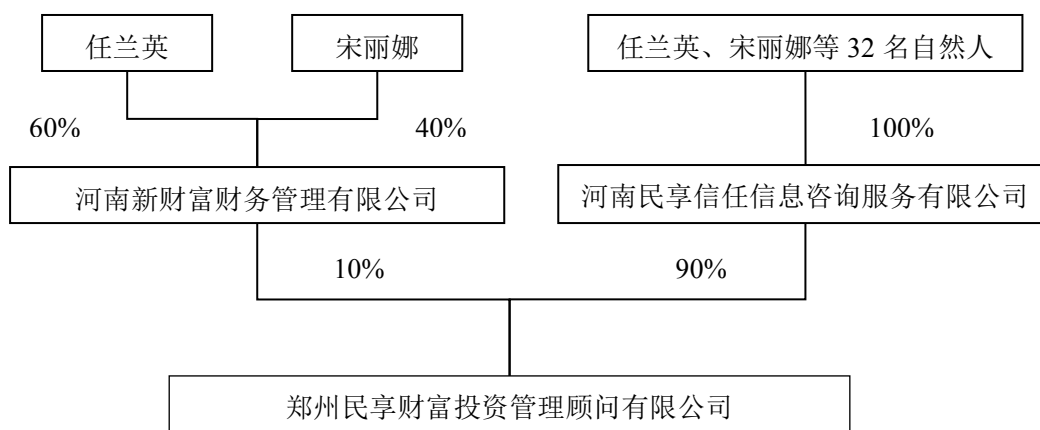 任兰英
宋丽娜
任兰英、宋丽娜等 32 名自然人
60%
40%
100%
河南新财富财务管理有限公司
河南民享信任信息咨询服务有限公司
10%
90%
郑州民享财富投资管理顾问有限公司